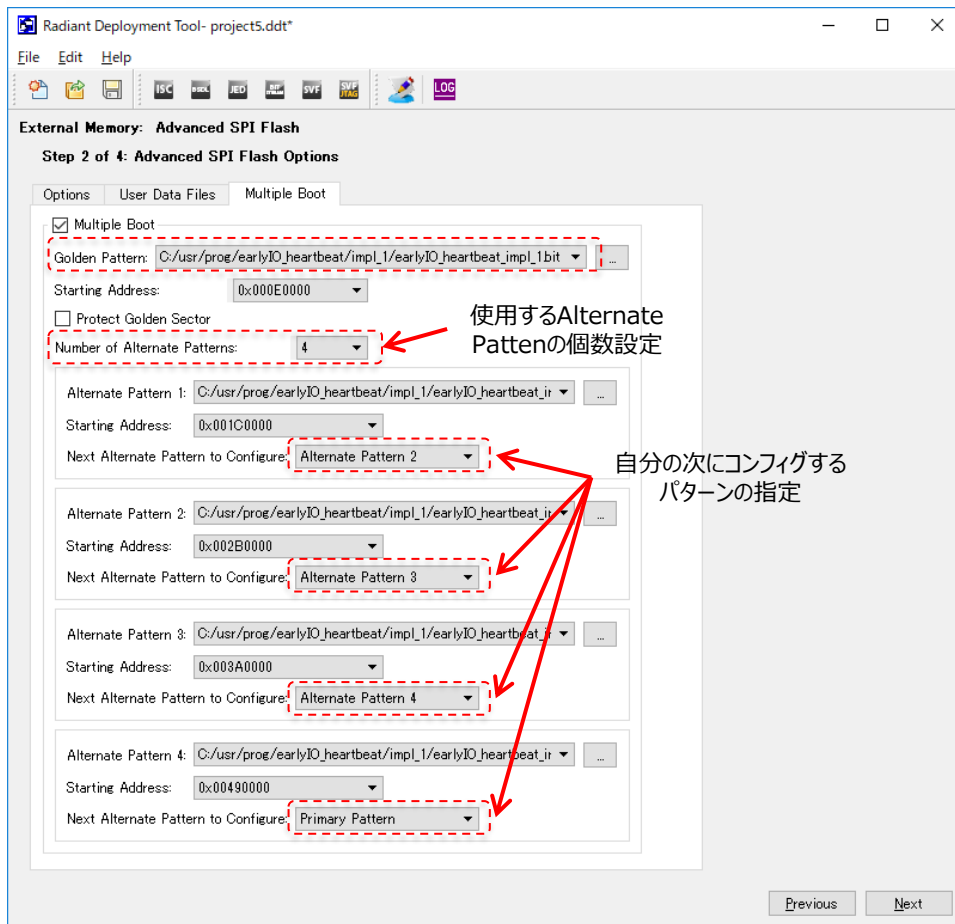 Radiant Deployment Tool- project5.ddt*
File Edit Help
ISC BSDL JED BIT SVF SVF JTAG LOG
External Memory: Advanced SPI Flash
Step 2 of 4: Advanced SPI Flash Options
Options User Data Files Multiple Boot
Multiple Boot
Golden Pattern: C:/usr/prog/earlyIO_heartbeat/impl_1/earlyIO_heartbeat_impl_1.bit ...
Starting Address: 0x000E0000
Protect Golden Sector
使用するAlternate
Pattenの個数設定
Number of Alternate Patterns: 4
Alternate Pattern 1: C:/usr/prog/earlyIO_heartbeat/impl_1/earlyIO_heartbeat_ir ...
Starting Address: 0x001C0000
Next Alternate Pattern to Configure: Alternate Pattern 2
自分の次にコンフィグする
パターンの指定
Alternate Pattern 2: C:/usr/prog/earlyIO_heartbeat/impl_1/earlyIO_heartbeat_ir ...
Starting Address: 0x002B0000
Next Alternate Pattern to Configure: Alternate Pattern 3
Alternate Pattern 3: C:/usr/prog/earlyIO_heartbeat/impl_1/earlyIO_heartbeat_ir ...
Starting Address: 0x003A0000
Next Alternate Pattern to Configure: Alternate Pattern 4
Alternate Pattern 4: C:/usr/prog/earlyIO_heartbeat/impl_1/earlyIO_heartbeat_ir ...
Starting Address: 0x00490000
Next Alternate Pattern to Configure: Primary Pattern
Previous Next